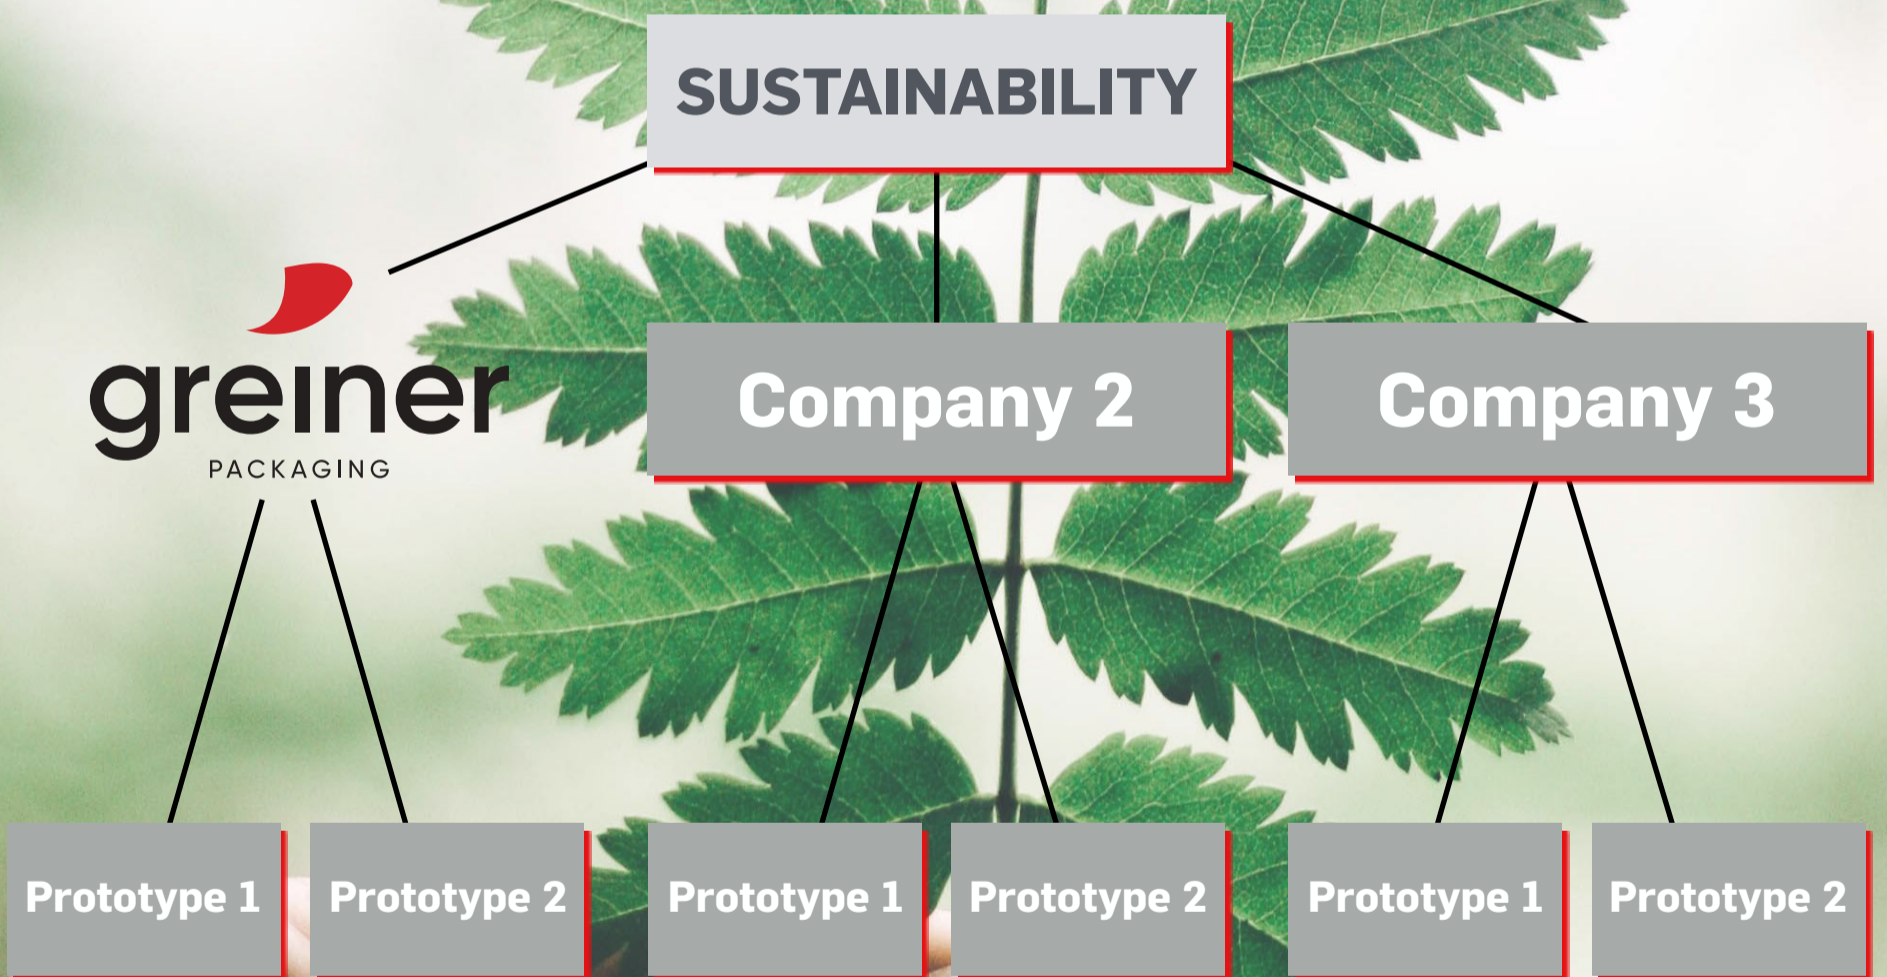 SUSTAINABILITY
greiner
PACKAGING
Company 2
Company 3
Prototype 1
Prototype 2
Prototype 1
Prototype 2
Prototype 1
Prototype 2